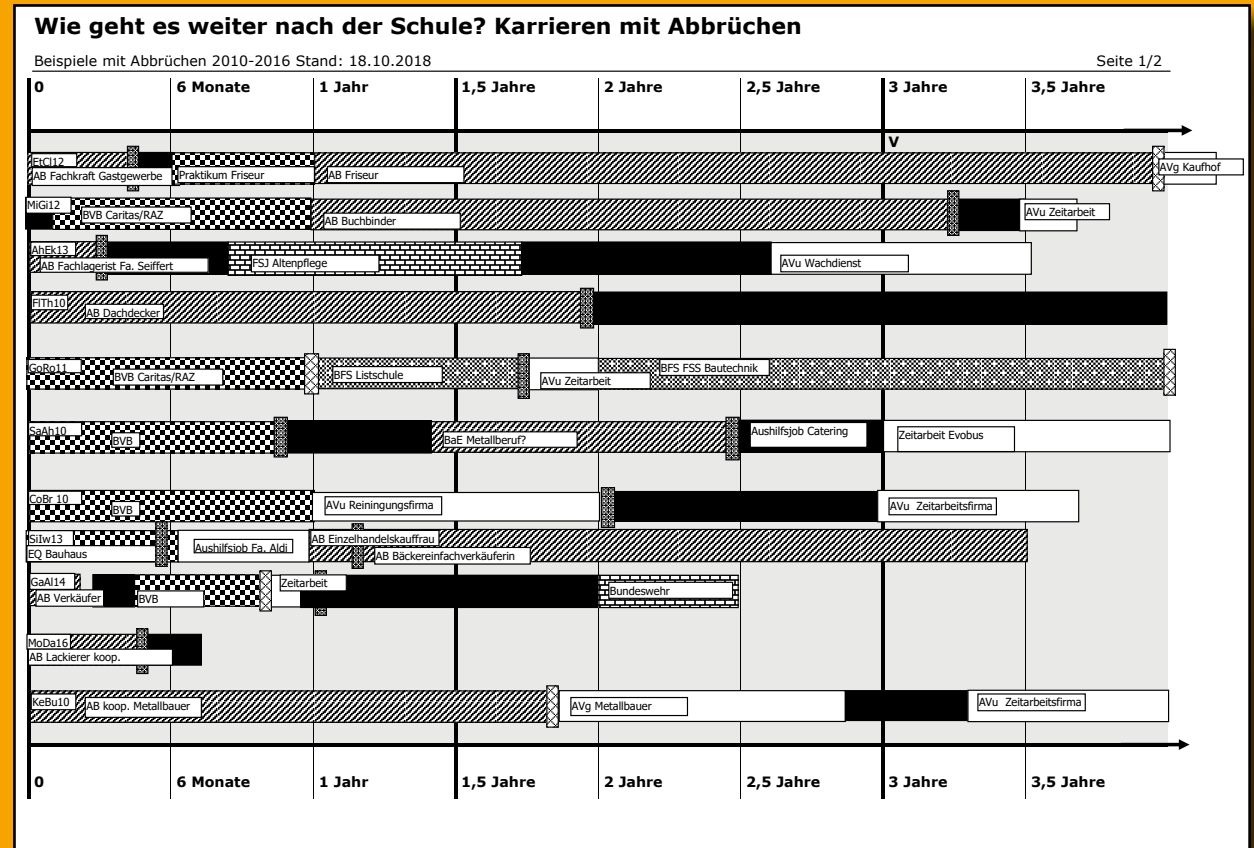 Wie geht es weiter nach der Schule? Karrieren mit Abbrüchen
Beispiele mit Abbrüchen 2010-2016 Stand: 18.10.2018 Seite 1/2
0 6 Monate 1 Jahr 1,5 Jahre 2 Jahre 2,5 Jahre 3 Jahre 3,5 Jahre
V
EtCl12
AB Fachkraft Gastgewerbe Praktikum Friseur AB Friseur AVg Kaufhof
MiGi12
BVB Caritas/RAZ AB Buchbinder AVu Zeitarbeit
AhEk13
AB Fachlagerist Fa. Seiffert FSJ Altenpflege AVu Wachdienst
FlTh10
AB Dachdecker
GoRo11
BVB Caritas/RAZ BFS Listschule AVu Zeitarbeit BFS FSS Bautechnik
SaAh10
BVB BaE Metallberuf? Aushilfsjob Catering Zeitarbeit Evobus
CoBr 10
BVB AVu Reiningungsfirma AVu Zeitarbeitsfirma
SiIw13
EQ Bauhaus Aushilfsjob Fa. Aldi AB Einzelhandelskauffrau
AB Bäckereinfachverkäuferin
GaAl14
AB Verkäufer BVB Zeitarbeit Bundeswehr
MoDa16
AB Lackierer koop.
KeBu10
AB koop. Metallbauer AVg Metallbauer AVu Zeitarbeitsfirma
0 6 Monate 1 Jahr 1,5 Jahre 2 Jahre 2,5 Jahre 3 Jahre 3,5 Jahre